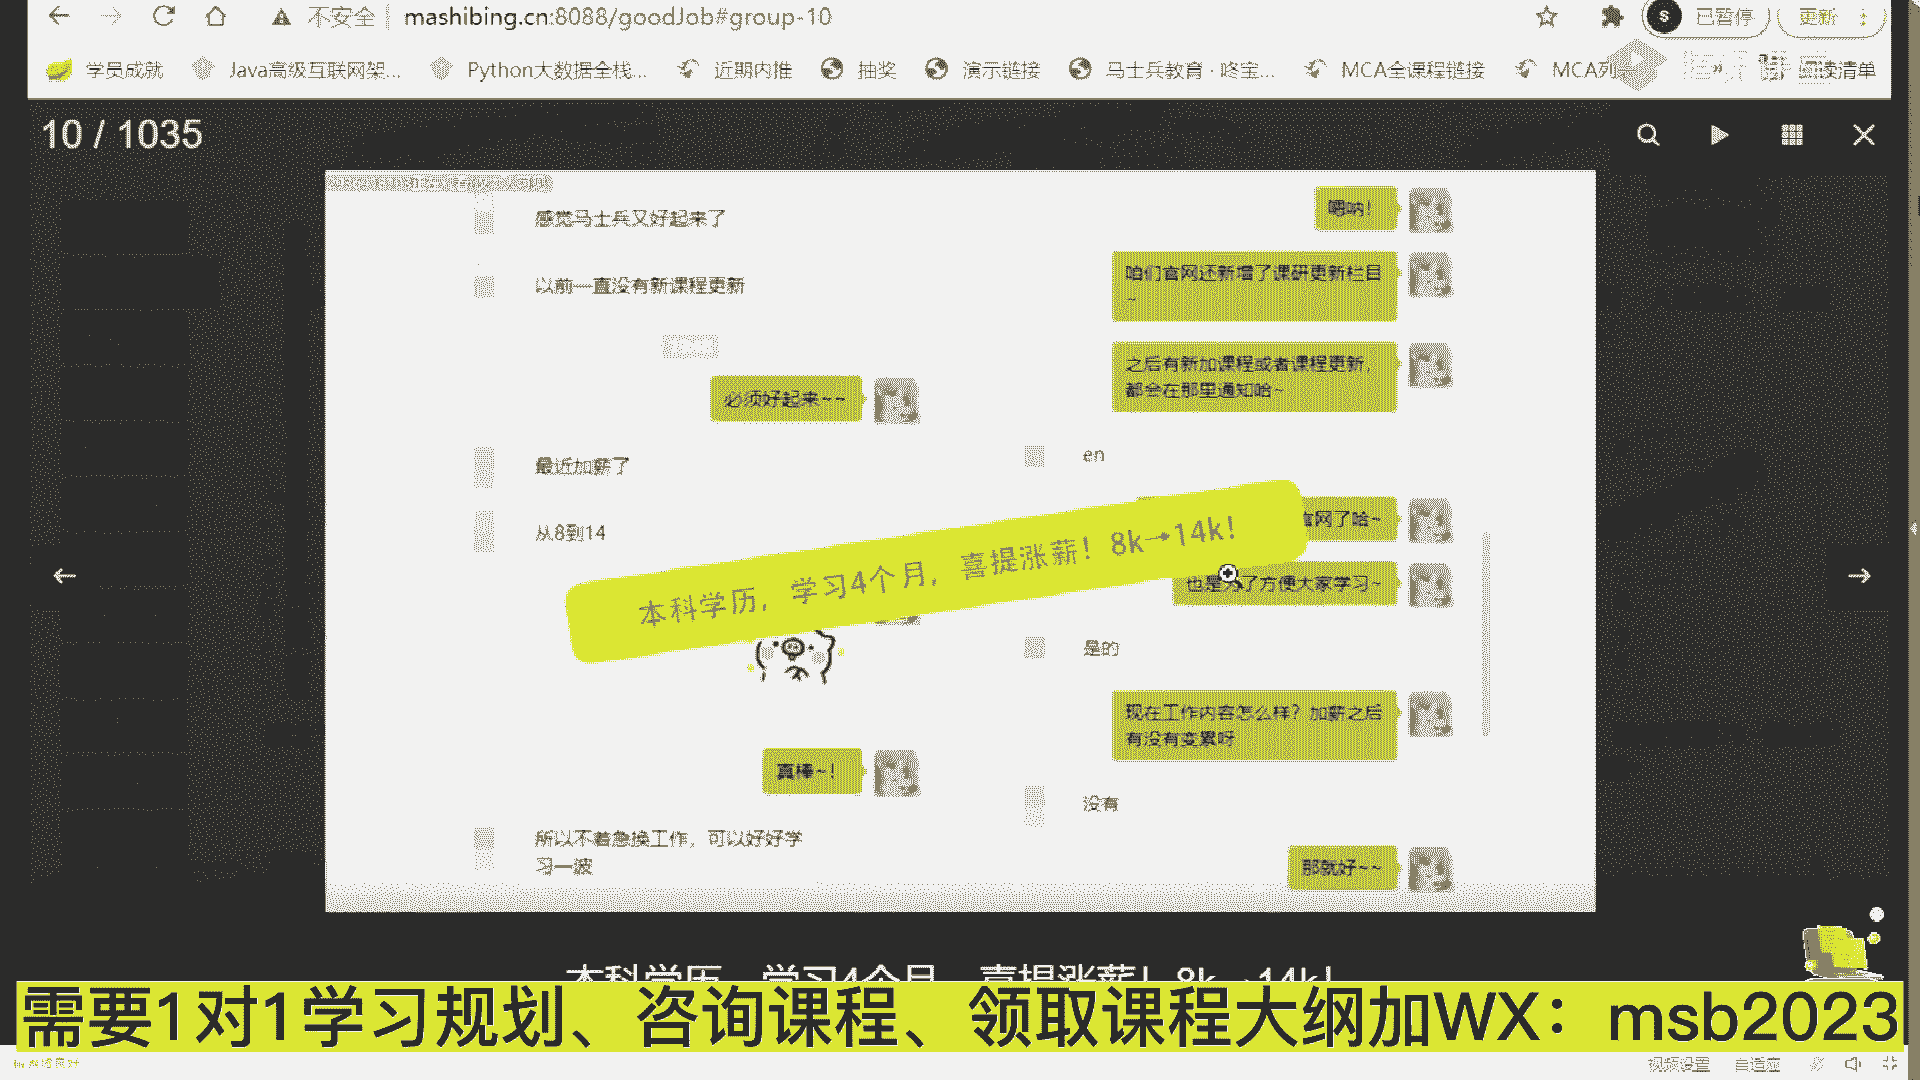 不安全 mashibing.cn:8088/goodJob#group-10 已暂停 更新
学员成就 Java高级互联网架... Python大数据全栈... 近期内推 抽奖 演示链接 马士兵教育 · 咚宝... MCA全课程链接 MCA列
清单
10 / 1035
感觉马士兵又好起来了
以前一直没有新课程更新
必须好起来~~
最近加薪了
从8到14
真棒~！
所以不着急换工作，可以好好学
习一波
嗯呐！
咱们官网还新增了课研更新栏目
~
之后有新加课程或者课程更新，
都会在那里通知哈~
en
官网了哈~
也是为了方便大家学习~
是的
现在工作内容怎么样？加薪之后
有没有变累呀
没有
那就好~~
本科学历，学习4个月，喜提涨薪！8k→14k！
本科学历，学习4个月，喜提涨薪！8k→14k！
需要1对1学习规划、咨询课程、领取课程大纲加WX：msb2023
视频设置 自适应